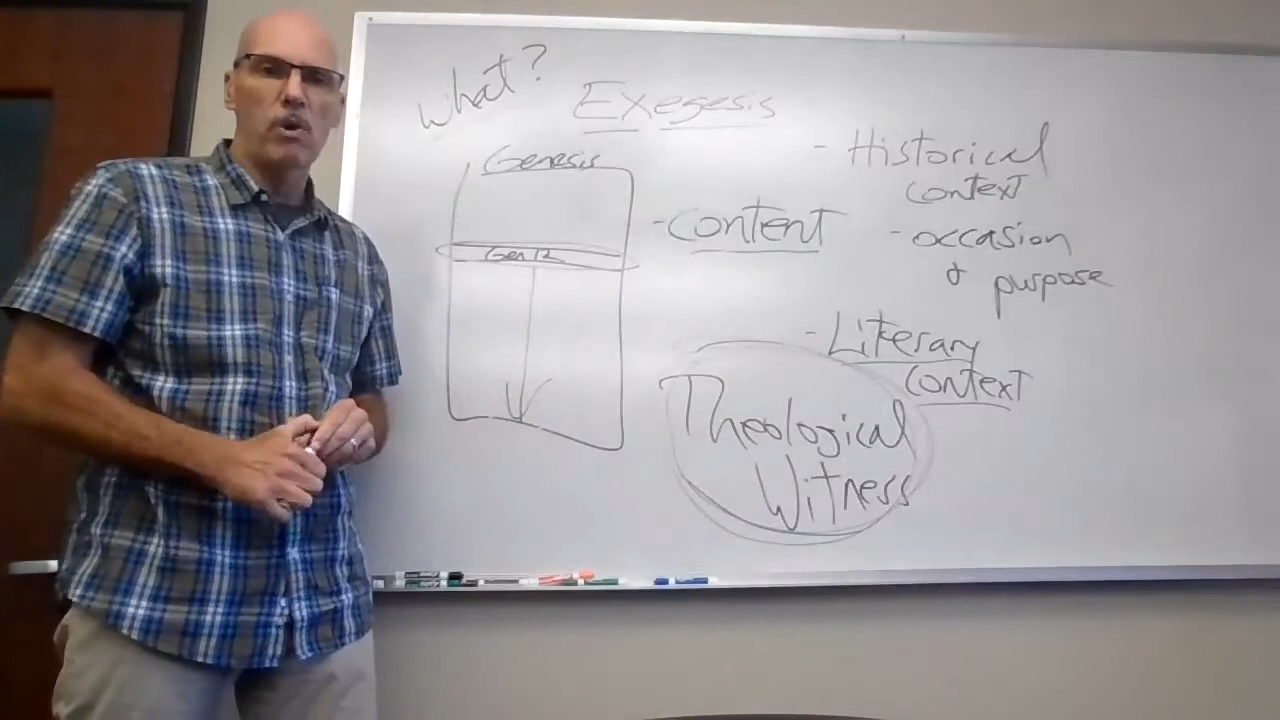 What?
Exegesis
Genesis
Gen 12
- Historical
context
- content
- occasion
& purpose
- Literary
context
Theological
Witness